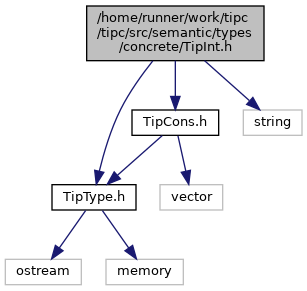 /home/runner/work/tipc
/tipc/src/semantic/types
/concrete/TipInt.h
TipCons.h
string
TipType.h
vector
ostream
memory